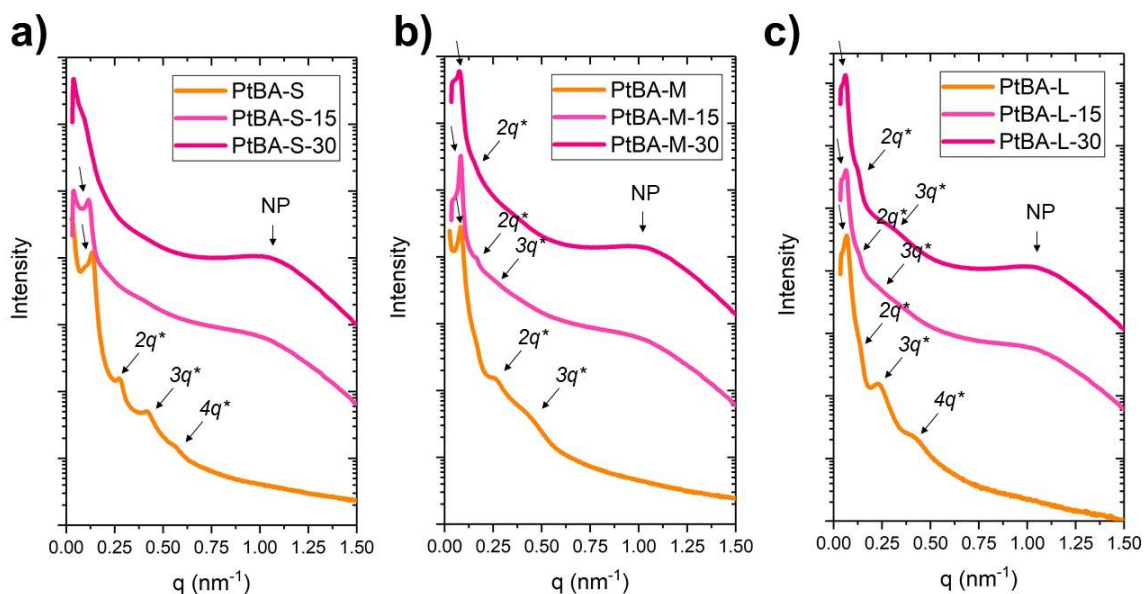 a)
PtBA-S
PtBA-S-15
PtBA-S-30
NP
2q*
3q*
4q*
Intensity
0.00 0.25 0.50 0.75 1.00 1.25 1.50
q (nm⁻¹)
b)
PtBA-M
PtBA-M-15
PtBA-M-30
2q*
NP
2q*
3q*
2q*
3q*
Intensity
0.00 0.25 0.50 0.75 1.00 1.25 1.50
q (nm⁻¹)
c)
PtBA-L
PtBA-L-15
PtBA-L-30
2q*
3q*
NP
2q*
3q*
2q*
3q*
4q*
Intensity
0.00 0.25 0.50 0.75 1.00 1.25 1.50
q (nm⁻¹)